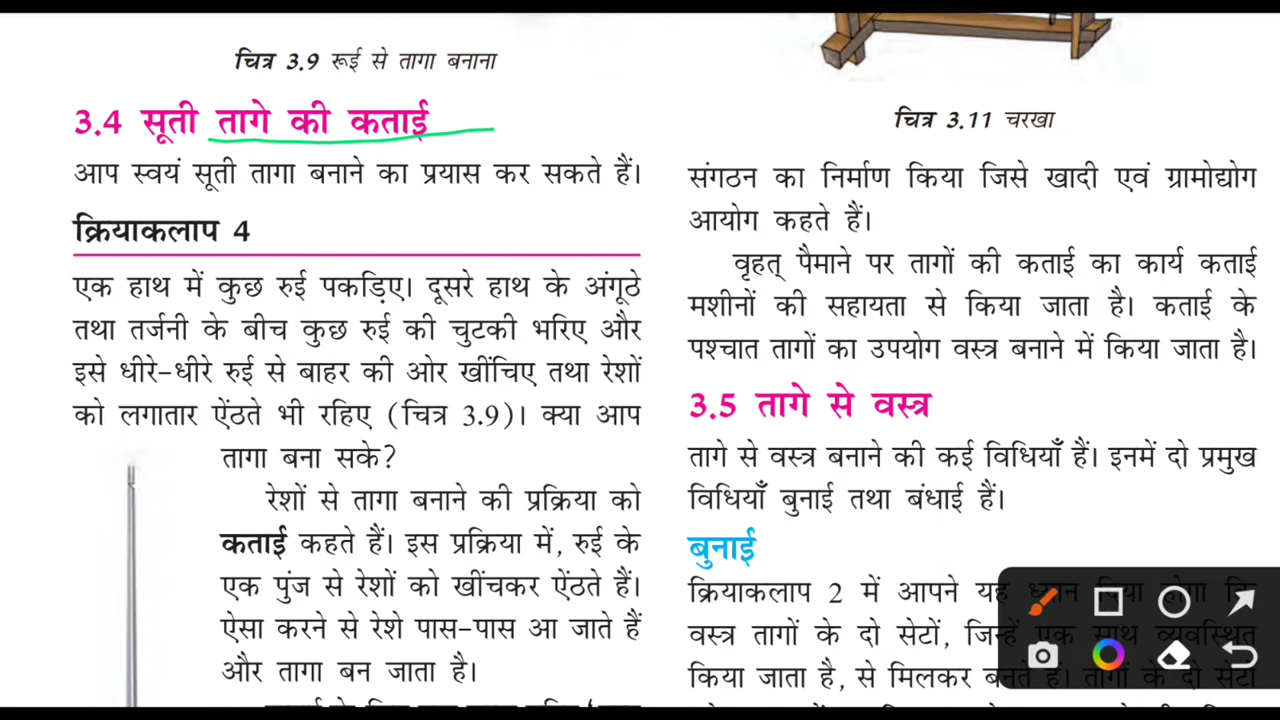 चित्र 3.9 रूई से तागा बनाना
3.4 सूती तागे की कताई
आप स्वयं सूती तागा बनाने का प्रयास कर सकते हैं।
क्रियाकलाप 4
एक हाथ में कुछ रुई पकड़िए। दूसरे हाथ के अंगूठे
तथा तर्जनी के बीच कुछ रुई की चुटकी भरिए और
इसे धीरे-धीरे रुई से बाहर की ओर खींचिए तथा रेशों
को लगातार ऐंठते भी रहिए (चित्र 3.9)। क्या आप
तागा बना सके?
रेशों से तागा बनाने की प्रक्रिया को
कताई कहते हैं। इस प्रक्रिया में, रुई के
एक पुंज से रेशों को खींचकर ऐंठते हैं।
ऐसा करने से रेशे पास-पास आ जाते हैं
और तागा बन जाता है।
चित्र 3.11 चरखा
संगठन का निर्माण किया जिसे खादी एवं ग्रामोद्योग
आयोग कहते हैं।
वृहत् पैमाने पर तागों की कताई का कार्य कताई
मशीनों की सहायता से किया जाता है। कताई के
पश्चात तागों का उपयोग वस्त्र बनाने में किया जाता है।
3.5 तागे से वस्त्र
तागे से वस्त्र बनाने की कई विधियाँ हैं। इनमें दो प्रमुख
विधियाँ बुनाई तथा बंधाई हैं।
बुनाई
क्रियाकलाप 2 में आपने यह ध्यान दिया होगा कि
वस्त्र तागों के दो सेटों, जिन्हें एक साथ व्यवस्थित
किया जाता है, से मिलकर बनते हैं। तागों के दो सेटों